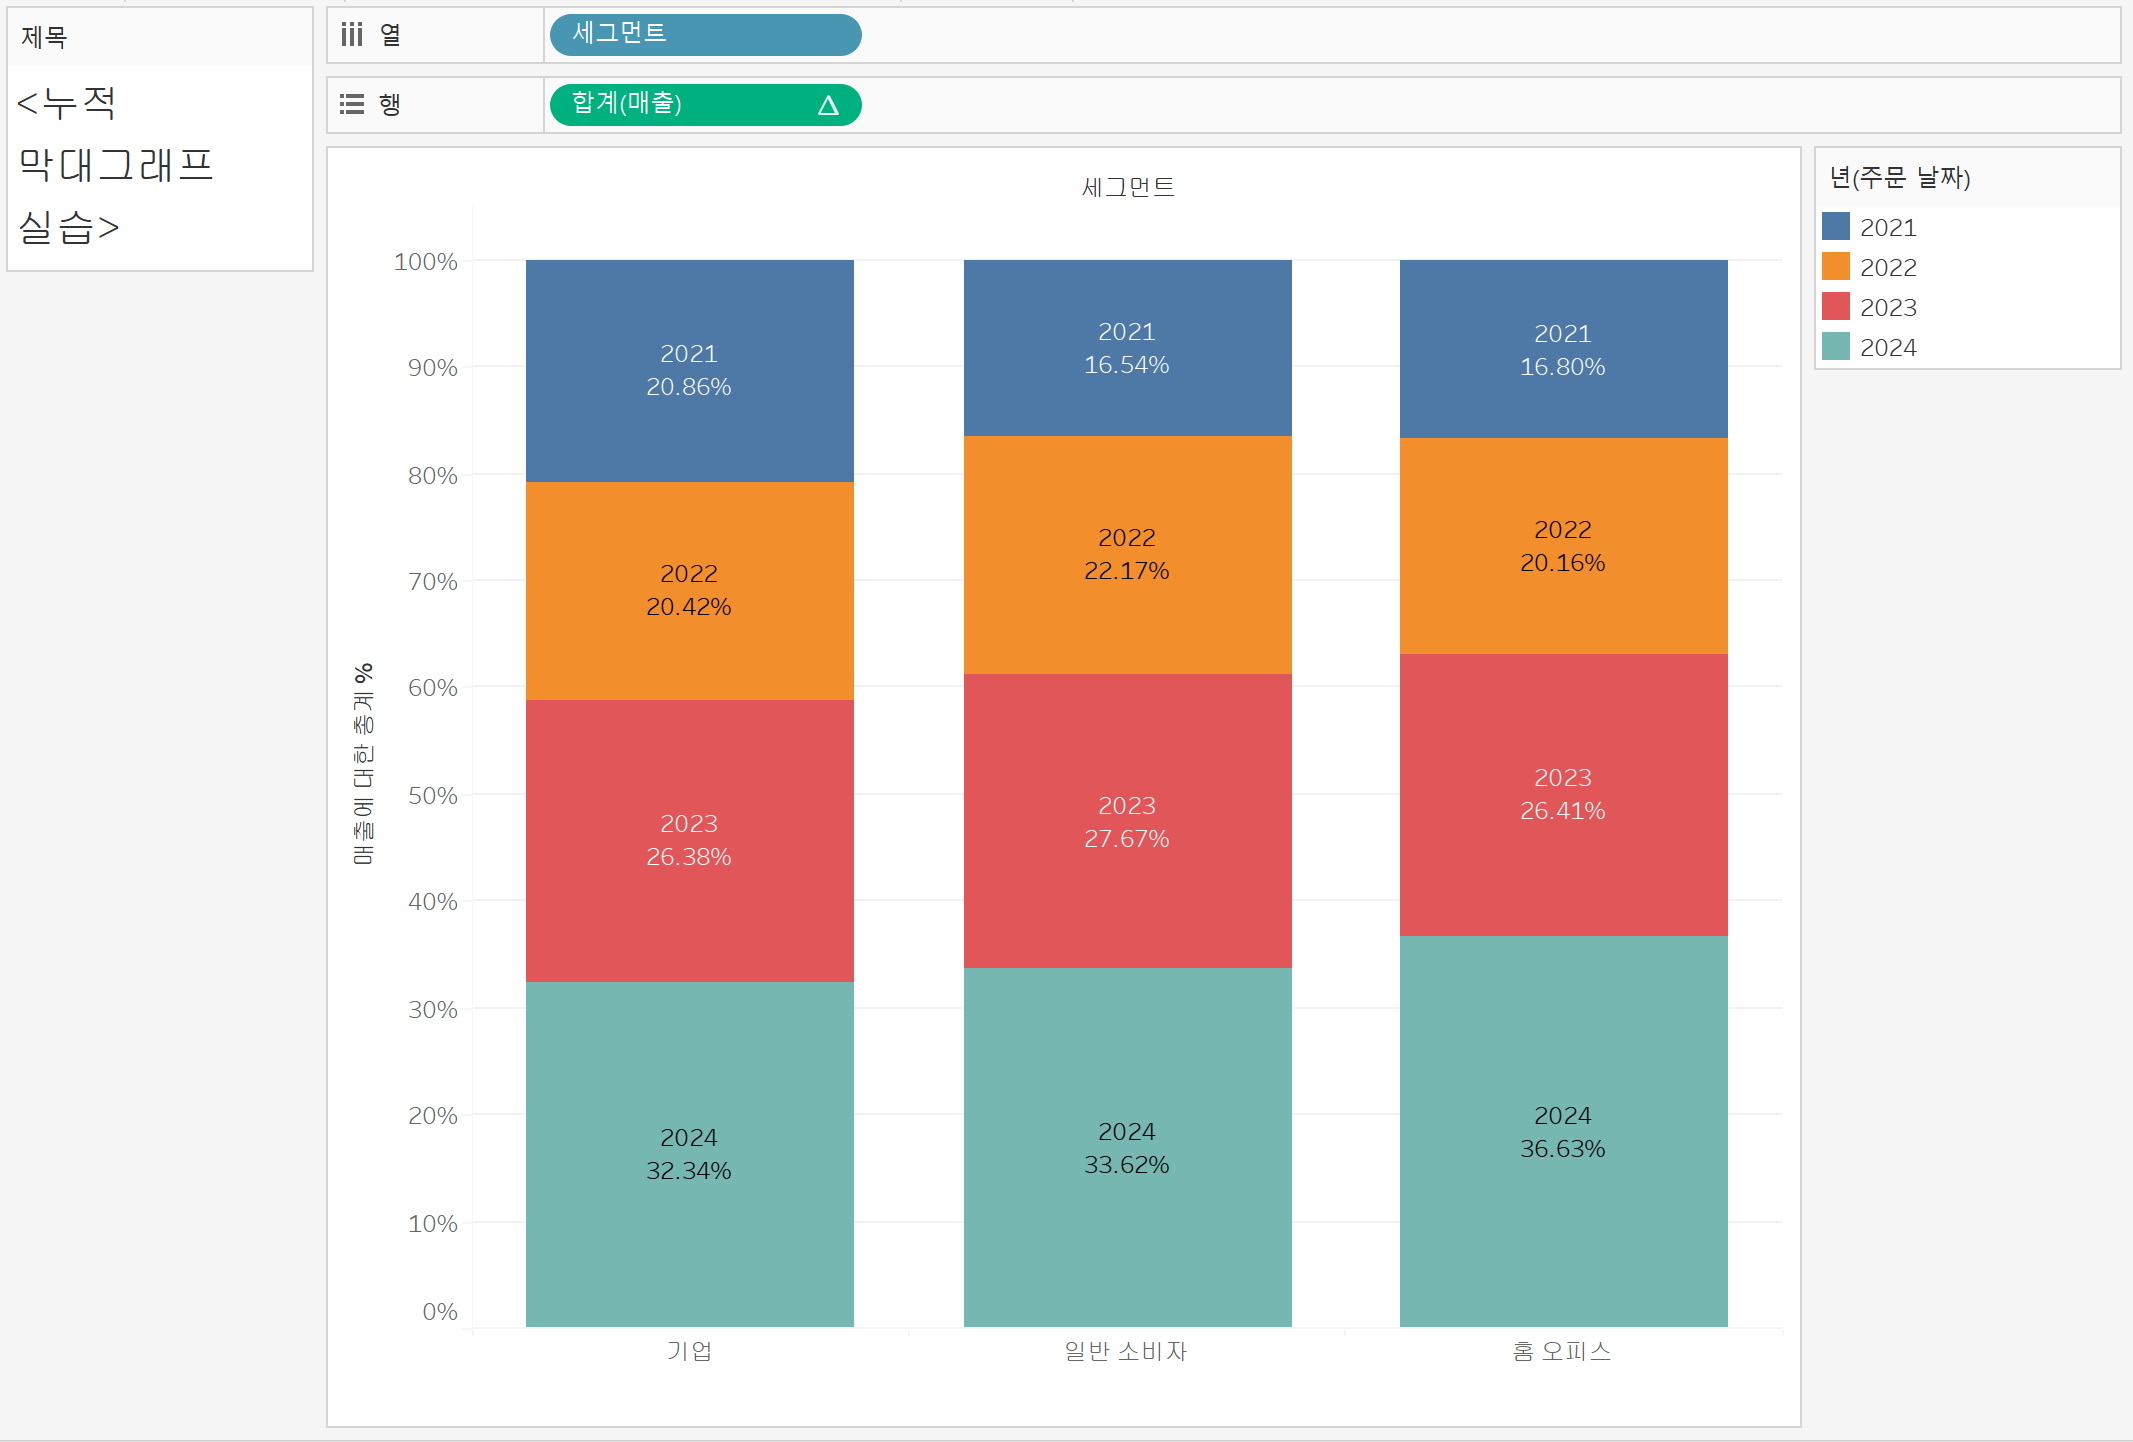 제목
<누적
막대그래프
실습>
열
세그먼트
행
합계(매출)
세그먼트
매출에 대한 총계 %
100%
90%
80%
70%
60%
50%
40%
30%
20%
10%
0%
2021
20.86%
2022
20.42%
2023
26.38%
2024
32.34%
2021
16.54%
2022
22.17%
2023
27.67%
2024
33.62%
2021
16.80%
2022
20.16%
2023
26.41%
2024
36.63%
기업
일반 소비자
홈 오피스
년(주문 날짜)
2021
2022
2023
2024